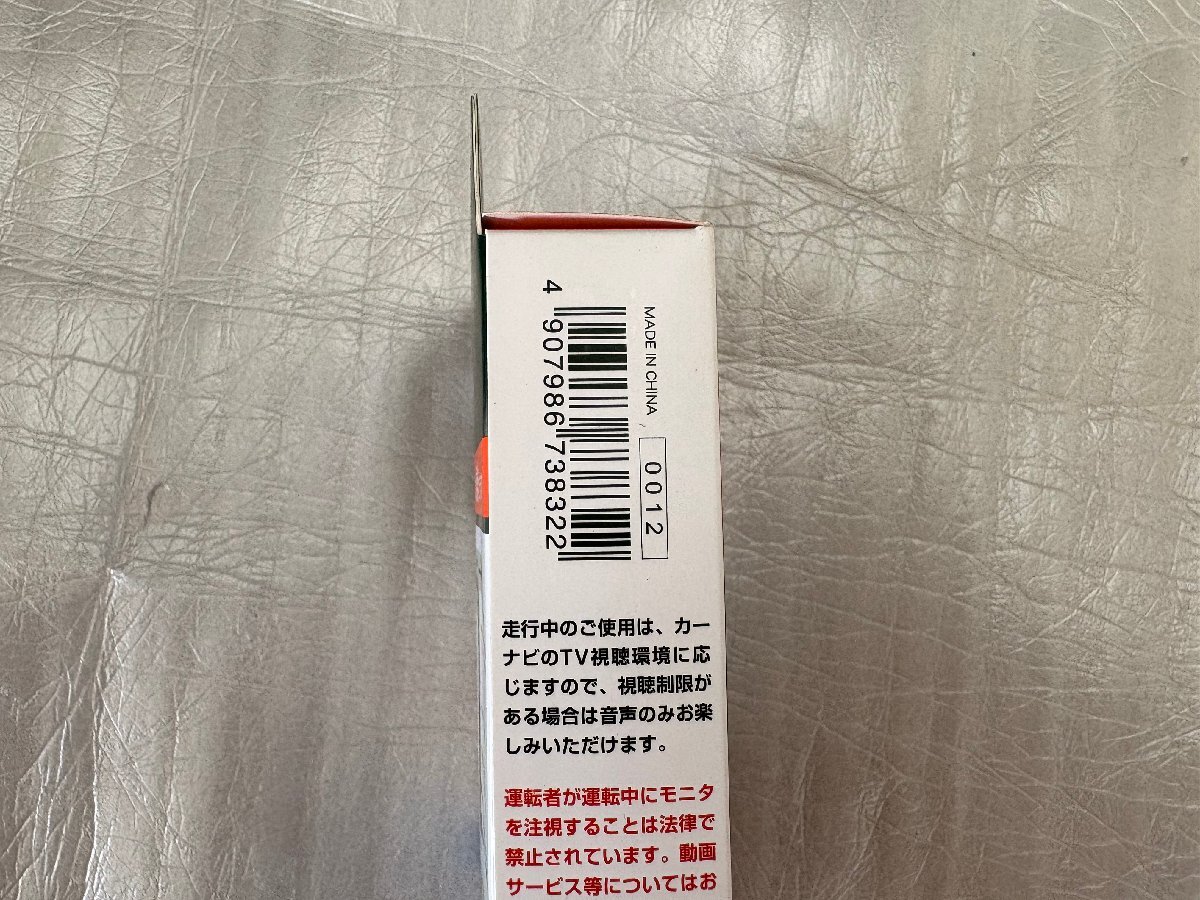 4 907986 738322
MADE IN CHINA
0012
走行中のご使用は、カー
ナビのTV視聴環境に応
じますので、視聴制限が
ある場合は音声のみお楽
しみいただけます。
運転者が運転中にモニタ
を注視することは法律で
禁止されています。動画
サービス等についてはお